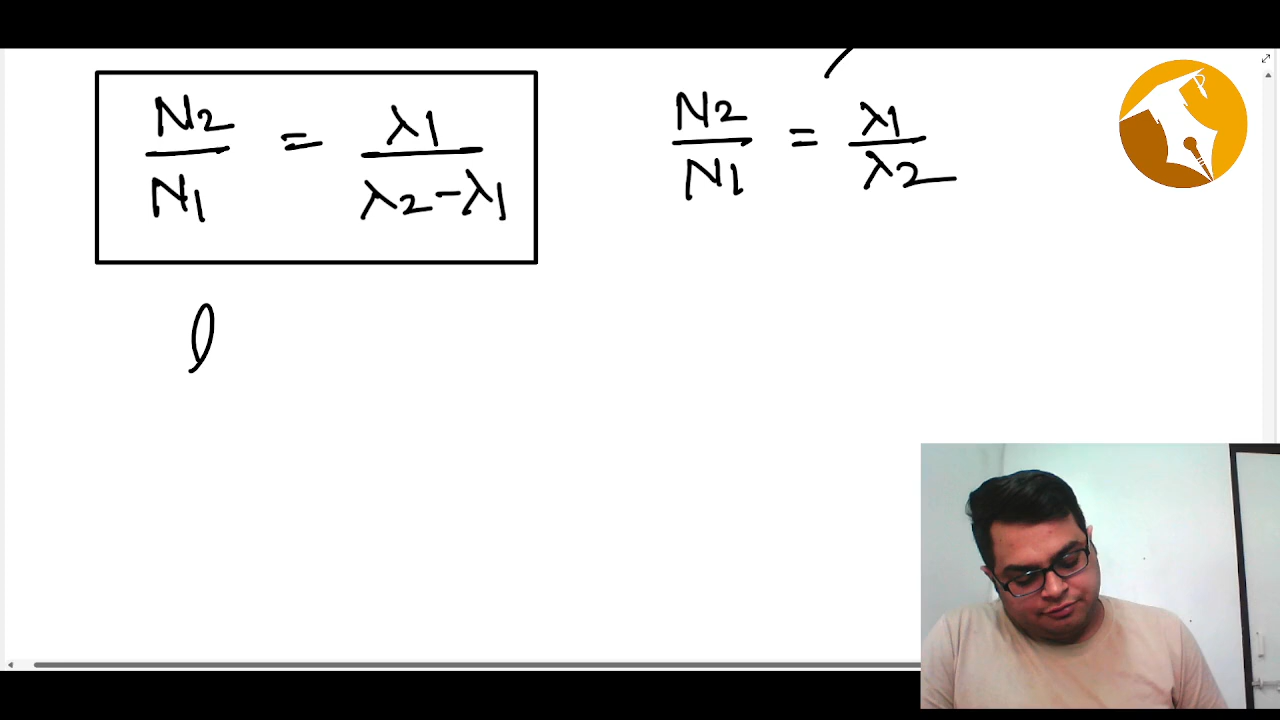 N2/N1 = λ1/(λ2-λ1)
N2/N1 = λ1/λ2
l